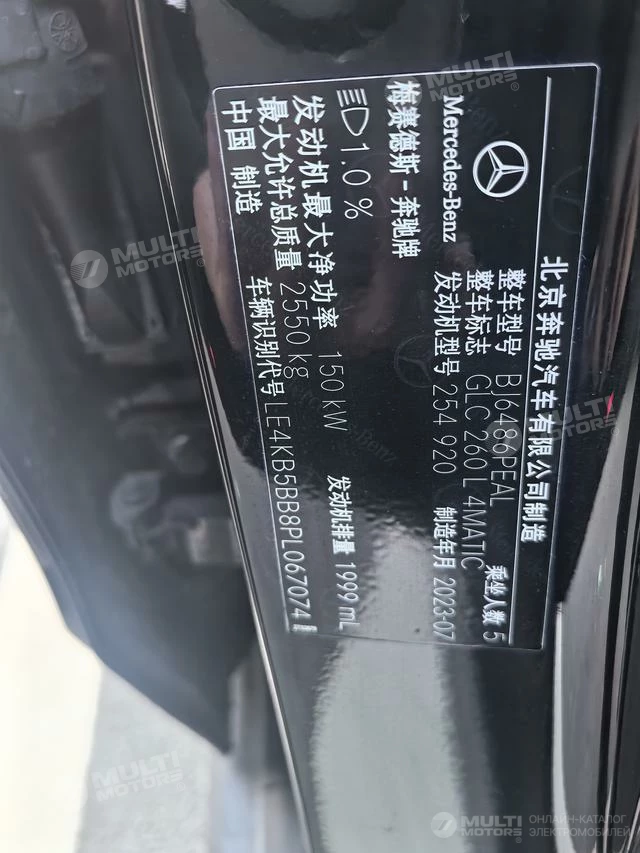 北京奔驰汽车有限公司制造
Mercedes-Benz
梅赛德斯-奔驰牌
整车型号 BJ6486PEAL 乘坐人数 5
整车标志 GLC 260 L 4MATIC
发动机型号 254 920 制造年月 2023-07
1.0 %
发动机最大净功率 150 kW 发动机排量 1999 mL
最大允许总质量 2550 kg
中国 制造 车辆识别代号 LE4KB5BB8PL067074
MULTI
MOTORS®
MULTI
MOTORS®
MULTI
MOTORS®
MULTI
MOTORS®
MULTI
MOTORS®
ОНЛАЙН-КАТАЛОГ
ЭЛЕКТРОМОБИЛЕЙ